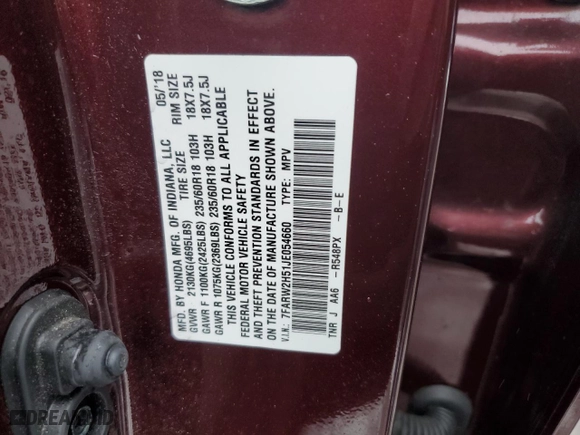 MFD. BY HONDA MFG. OF INDIANA, LLC 05/'18
GVWR 2130KG(4695LBS) TIRE SIZE RIM SIZE
GAWR F 1100KG(2425LBS) 235/60R18 103H 18X7.5J
GAWR R 1075KG(2369LBS) 235/60R18 103H 18X7.5J
THIS VEHICLE CONFORMS TO ALL APPLICABLE
FEDERAL MOTOR VEHICLE SAFETY
AND THEFT PREVENTION STANDARDS IN EFFECT
ON THE DATE OF MANUFACTURE SHOWN ABOVE.
V.I.N.: 7FARW2H51JE054660 TYPE: MPV
TNR J AA6 -R548PX -B-E
DREAMBID